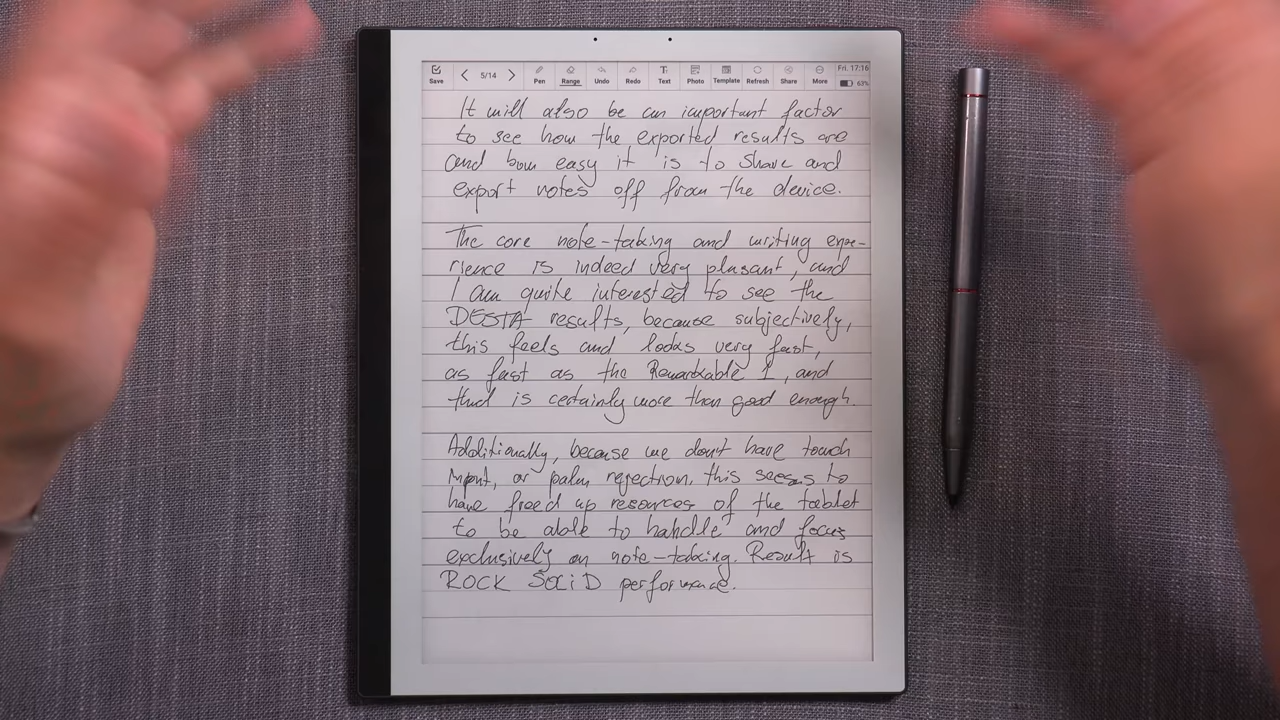 Save 5/14 Pen Range Undo Redo Text Photo Template Refresh Share More Fri. 17:16 63%
It will also be an important factor
to see how the exported results are
and how easy it is to share and
export notes off from the device.
The core note-taking and writing expe-
rience is indeed very plesant, and
I am quite interested to see the
DESTA results, because subjectively,
this feels and looks very fast,
as fast as the Remarkable 1, and
that is certainly more than good enough.
Additionally, because we don't have touch
input, or palm rejection, this seems to
have freed up resources of the tablet
to be able to handle and focus
exclusively on note-taking. Result is
ROCK SOLID performance.